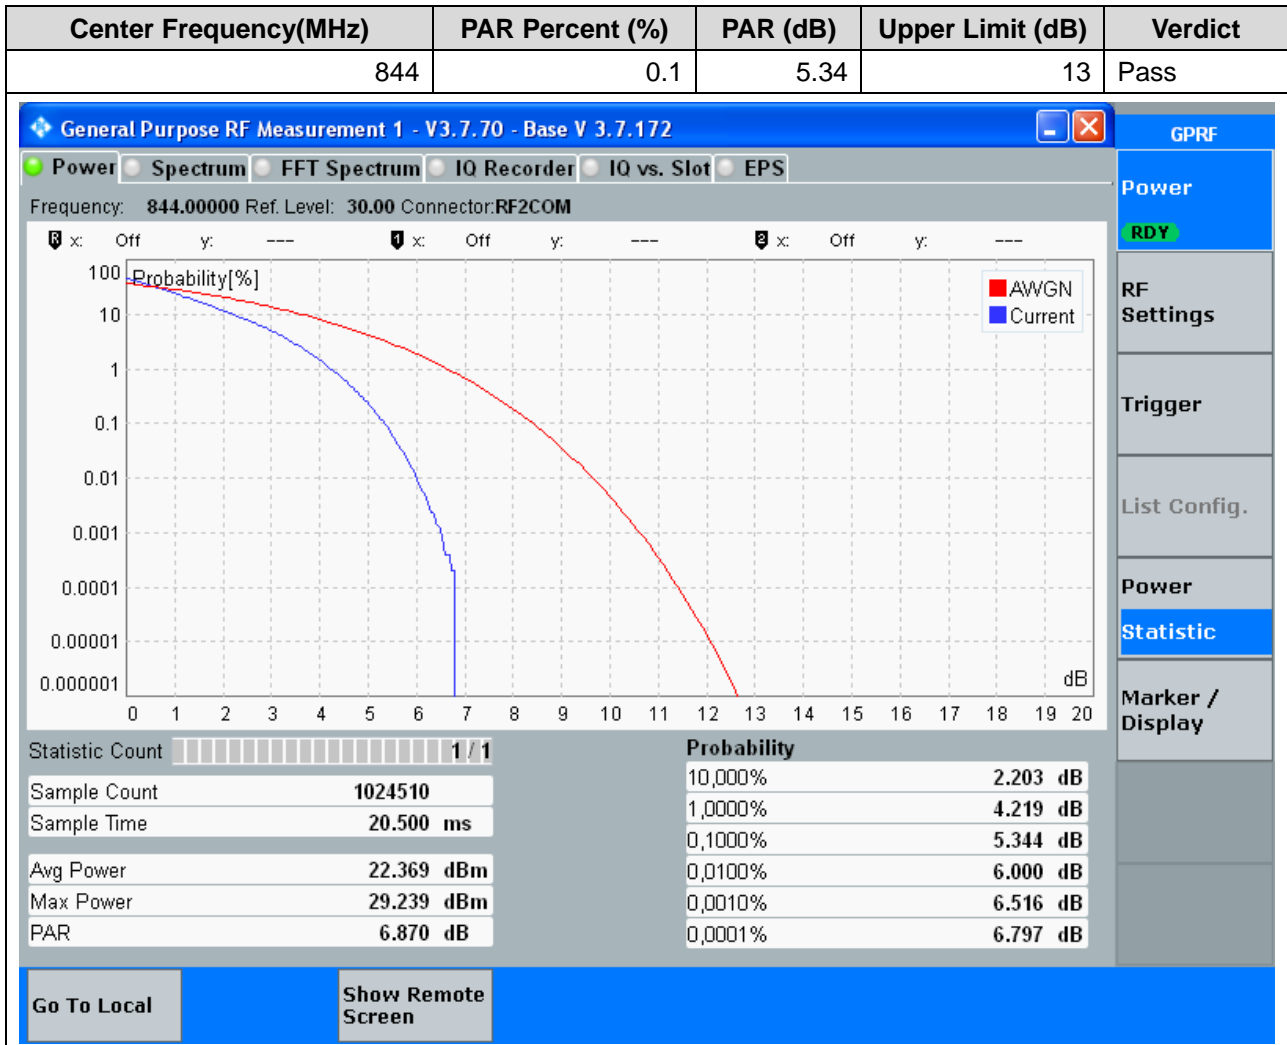 Center Frequency(MHz) PAR Percent (%) PAR (dB) Upper Limit (dB) Verdict
844 0.1 5.34 13 Pass
General Purpose RF Measurement 1 - V3.7.70 - Base V 3.7.172
GPRF
Power Spectrum FFT Spectrum IQ Recorder IQ vs. Slot EPS
Frequency: 844.00000 Ref. Level: 30.00 Connector:RF2COM
R x: Off y: --- 1 x: Off y: --- 2 x: Off y: ---
Probability[%]
100
10
1
0.1
0.01
0.001
0.0001
0.00001
0.000001
AWGN
Current
dB
0 1 2 3 4 5 6 7 8 9 10 11 12 13 14 15 16 17 18 19 20
Power
RDY
RF
Settings
Trigger
List Config.
Power
Statistic
Marker /
Display
Statistic Count 1 / 1
Sample Count 1024510
Sample Time 20.500 ms
Avg Power 22.369 dBm
Max Power 29.239 dBm
PAR 6.870 dB
Probability
10,000% 2.203 dB
1,0000% 4.219 dB
0,1000% 5.344 dB
0,0100% 6.000 dB
0,0010% 6.516 dB
0,0001% 6.797 dB
Go To Local
Show Remote
Screen